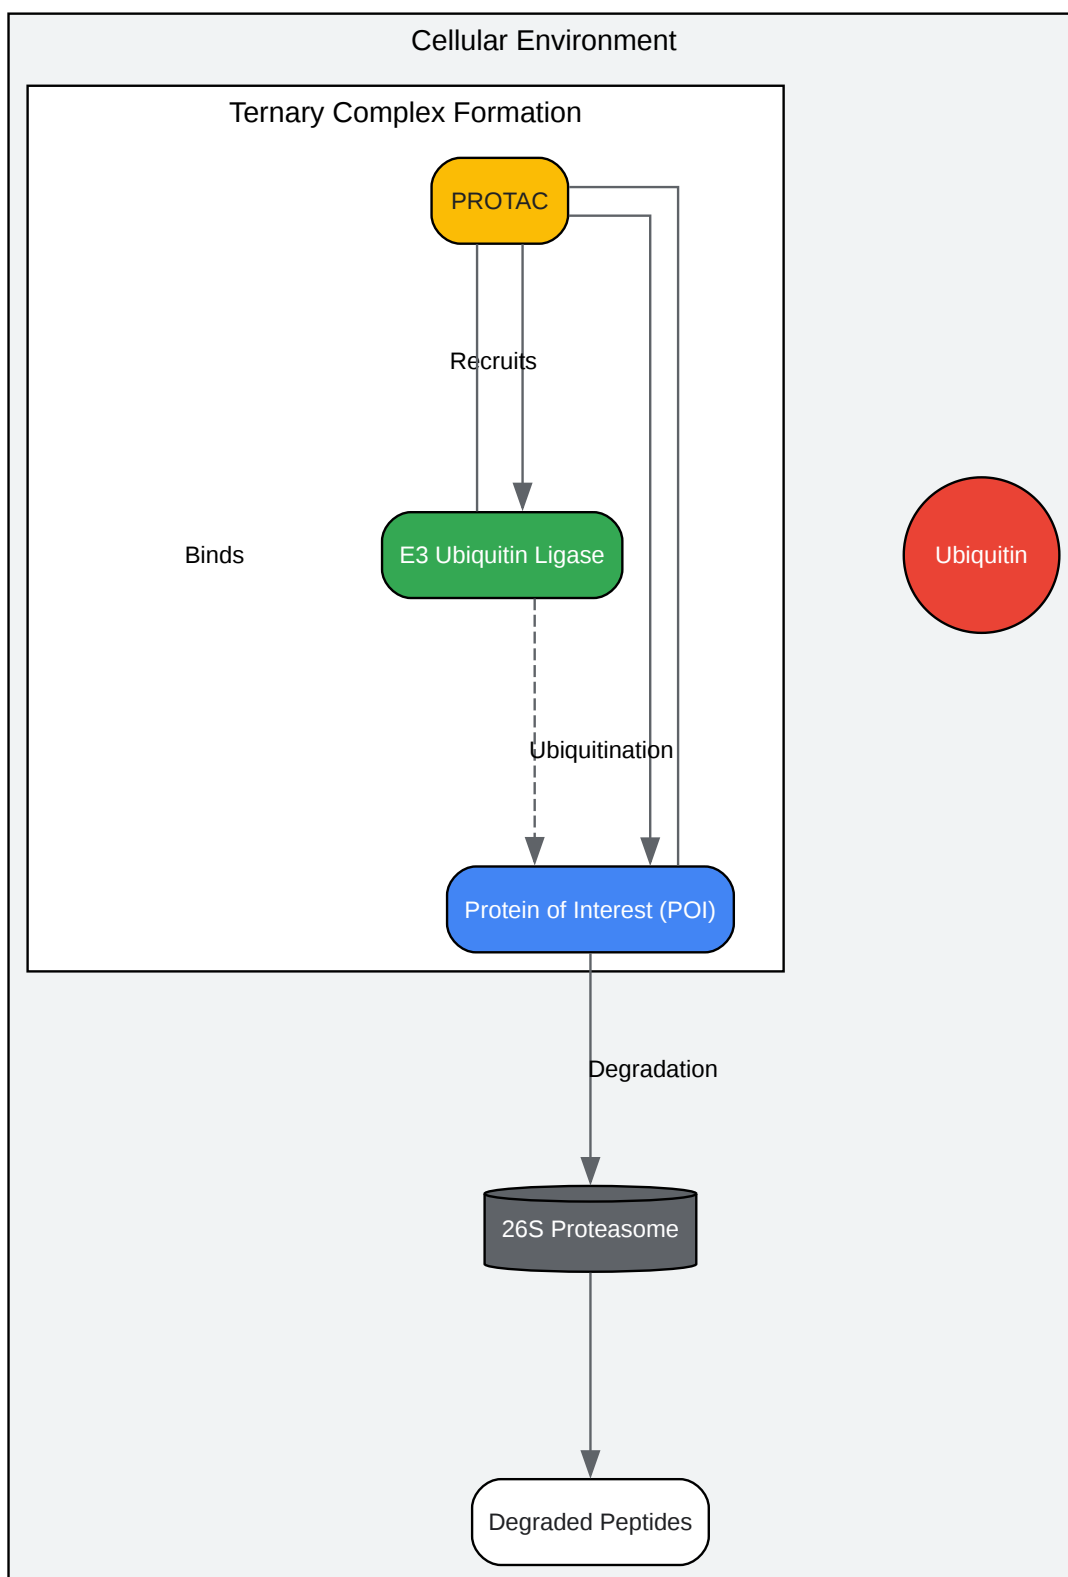 Cellular Environment
Ternary Complex Formation
PROTAC
Recruits
Binds
E3 Ubiquitin Ligase
Ubiquitin
Ubiquitination
Protein of Interest (POI)
Degradation
26S Proteasome
Degraded Peptides